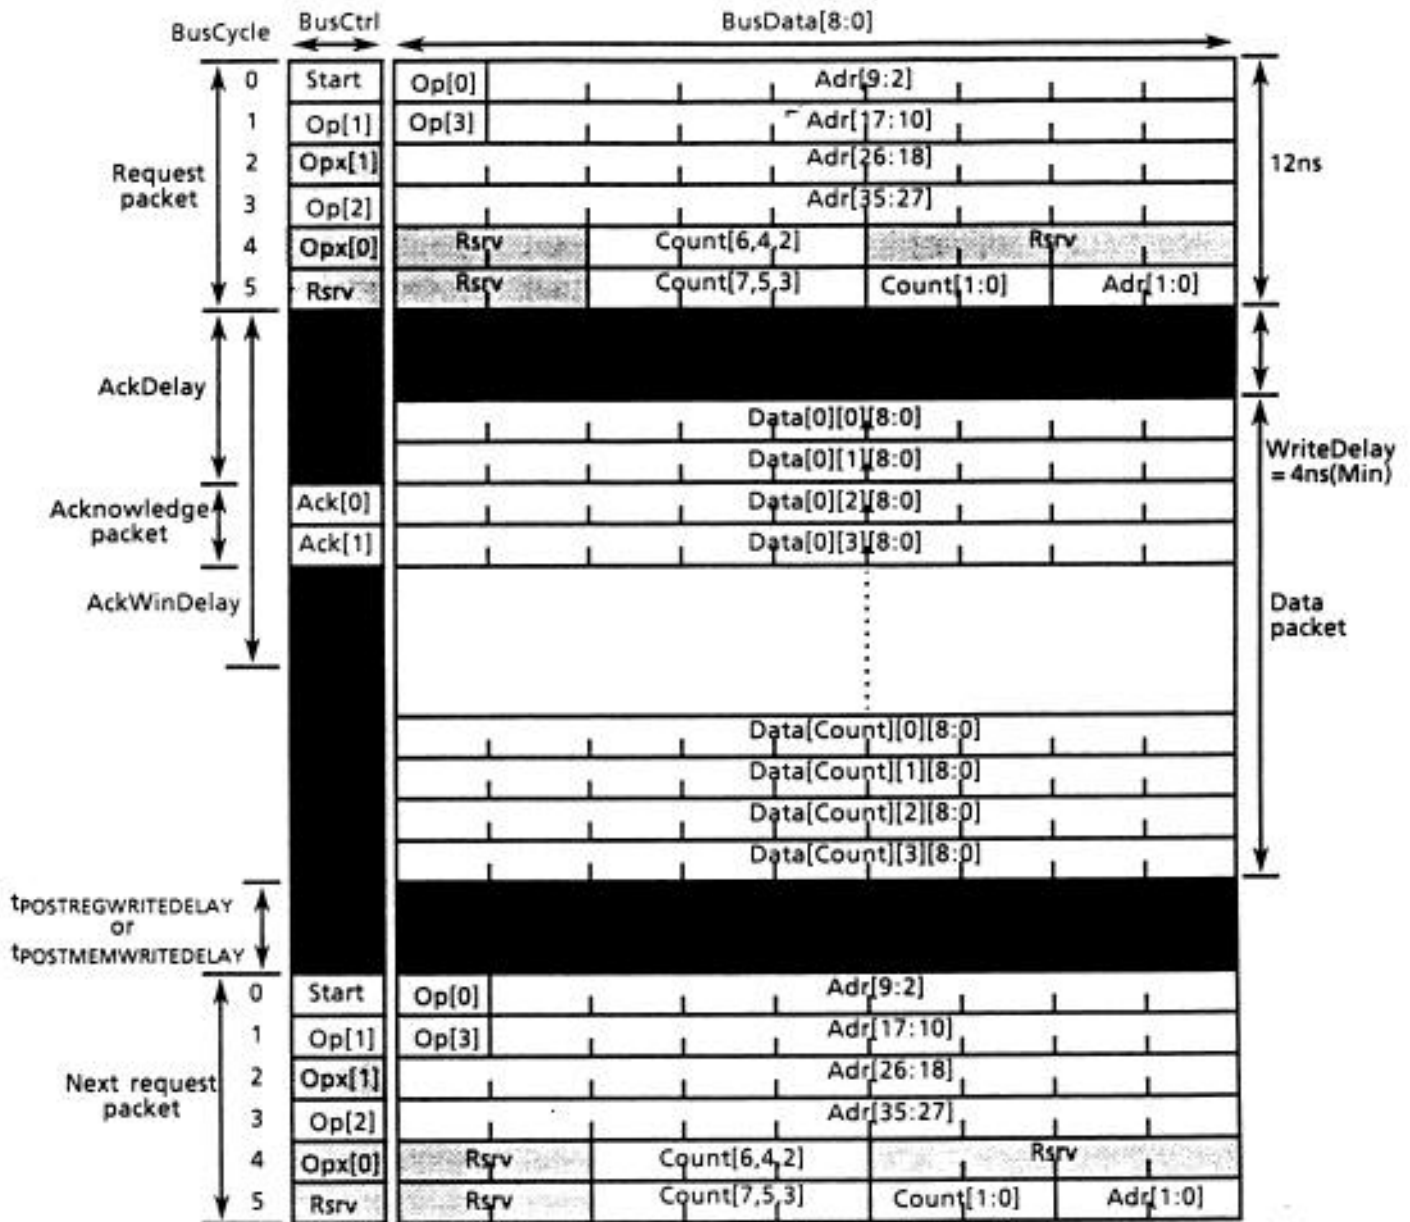 BusCycle BusCtrl BusData[8:0]
0 Start Op[0] Adr[9:2]
1 Op[1] Op[3] Adr[17:10]
Request
packet
2 Opx[1] Adr[26:18]
12ns
3 Op[2] Adr[35:27]
4 Opx[0] Rsrv Count[6,4,2] Rsrv
5 Rsrv Rsrv Count[7,5,3] Count[1:0] Adr[1:0]
AckDelay
Data[0][0][8:0]
Data[0][1][8:0]
WriteDelay
= 4ns(Min)
Acknowledge
packet
Ack[0] Data[0][2][8:0]
Ack[1] Data[0][3][8:0]
AckWinDelay
Data
packet
Data[Count][0][8:0]
Data[Count][1][8:0]
Data[Count][2][8:0]
Data[Count][3][8:0]
tPOSTREGWRITEDELAY
or
tPOSTMEMWRITEDELAY
0 Start Op[0] Adr[9:2]
1 Op[1] Op[3] Adr[17:10]
Next request
packet
2 Opx[1] Adr[26:18]
3 Op[2] Adr[35:27]
4 Opx[0] Rsrv Count[6,4,2] Rsrv
5 Rsrv Rsrv Count[7,5,3] Count[1:0] Adr[1:0]